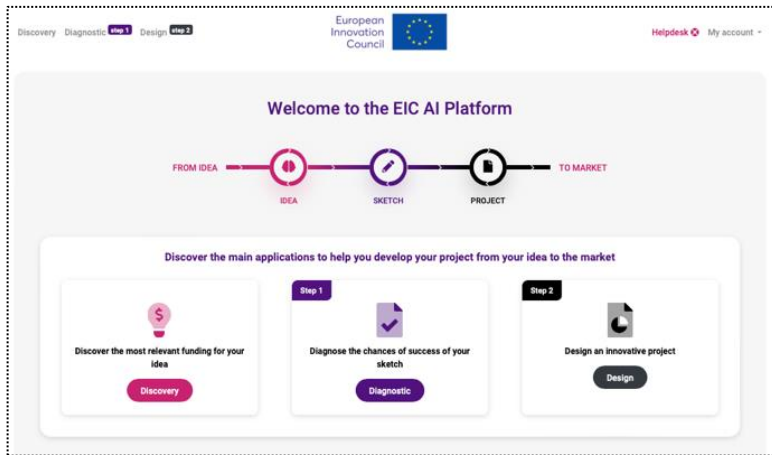 Discovery Diagnostic step 1 Design step 2
European
Innovation
Council
Helpdesk My account
Welcome to the EIC AI Platform
FROM IDEA
TO MARKET
IDEA
SKETCH
PROJECT
Discover the main applications to help you develop your project from your idea to the market
$
Discover the most relevant funding for your
idea
Discovery
Step 1
Diagnose the chances of success of your
sketch
Diagnostic
Step 2
Design an innovative project
Design